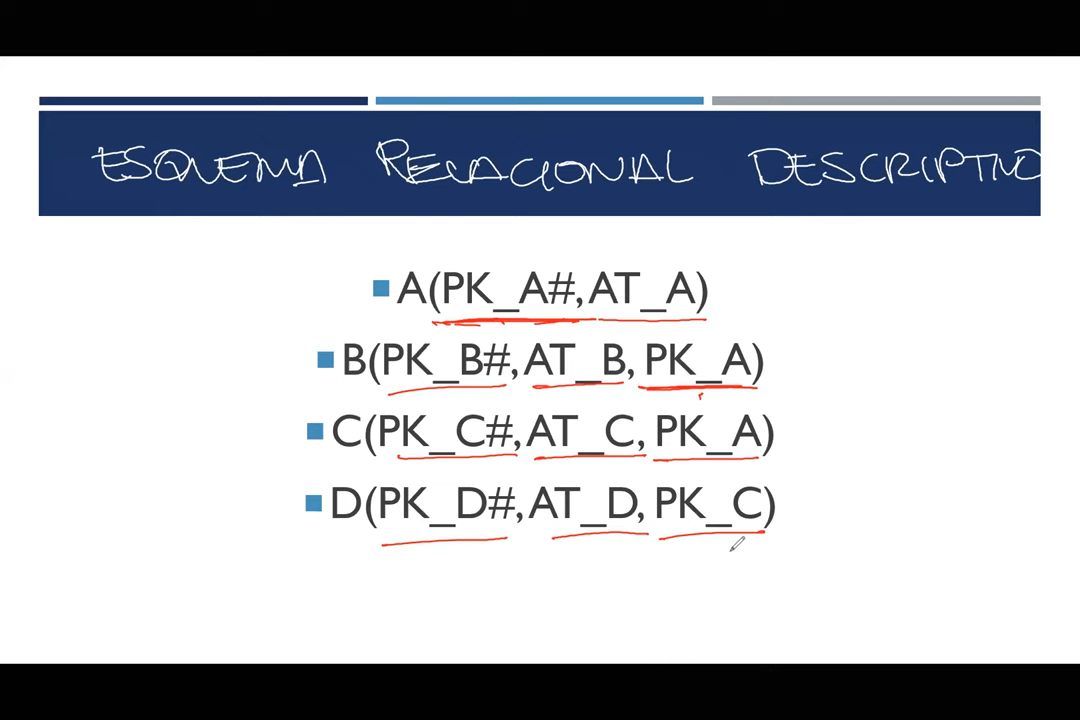 ESQUEMA RELACIONAL DESCRIPTIVO
A(PK_A#,AT_A)
B(PK_B#,AT_B, PK_A)
C(PK_C#,AT_C, PK_A)
D(PK_D#,AT_D, PK_C)